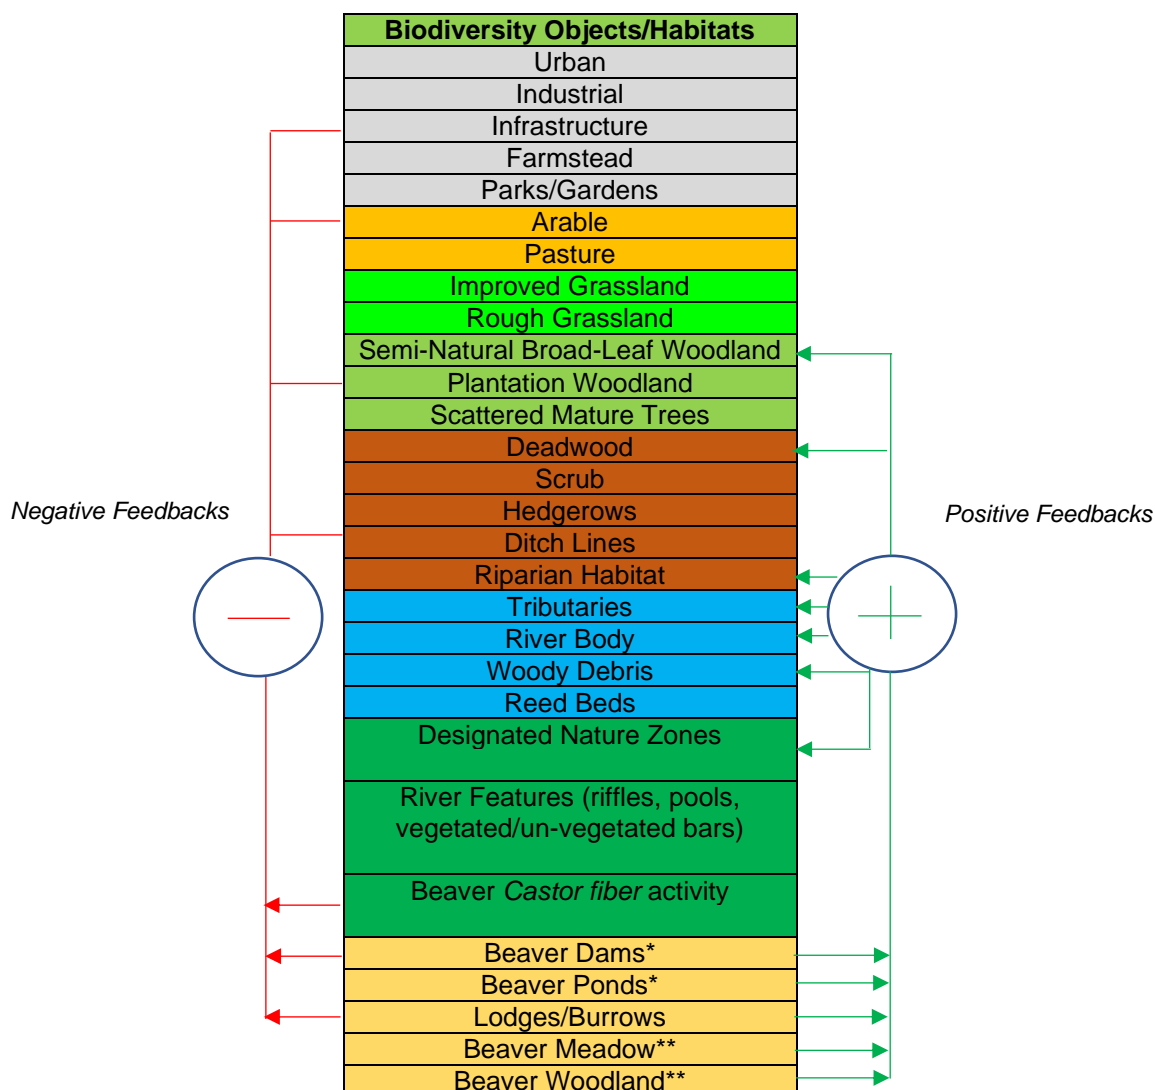 Biodiversity Objects/Habitats
Urban
Industrial
Infrastructure
Farmstead
Parks/Gardens
Arable
Pasture
Improved Grassland
Rough Grassland
Semi-Natural Broad-Leaf Woodland
Plantation Woodland
Scattered Mature Trees
Deadwood
Scrub
Hedgerows
Ditch Lines
Riparian Habitat
Tributaries
River Body
Woody Debris
Reed Beds
Designated Nature Zones
River Features (riffles, pools,
vegetated/un-vegetated bars)
Beaver Castor fiber activity
Beaver Dams*
Beaver Ponds*
Lodges/Burrows
Beaver Meadow**
Beaver Woodland**
Negative Feedbacks
Positive Feedbacks